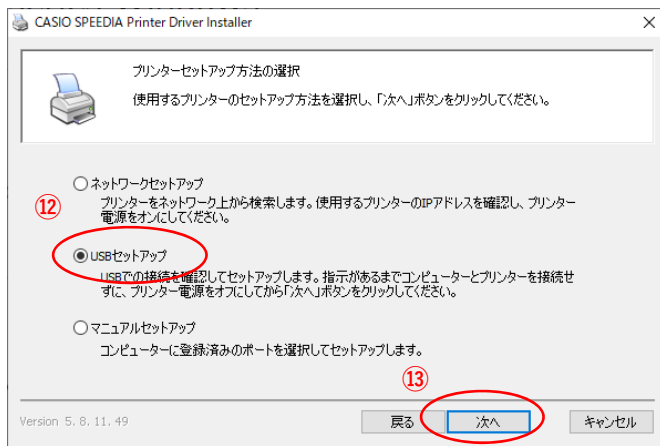 CASIO SPEEDIA Printer Driver Installer
プリンターセットアップ方法の選択
使用するプリンターのセットアップ方法を選択し、「次へ」ボタンをクリックしてください。
ネットワークセットアップ
⑫
プリンターをネットワーク上から検索します。使用するプリンターのIPアドレスを確認し、プリンター
電源をオンにしてください。
USBセットアップ
USBでの接続を確認してセットアップします。指示があるまでコンピューターとプリンターを接続せ
ずに、プリンター電源をオフにしてから「次へ」ボタンをクリックしてください。
マニュアルセットアップ
コンピューターに登録済みのポートを選択してセットアップします。
⑬
Version 5. 8. 11. 49
戻る 次へ キャンセル